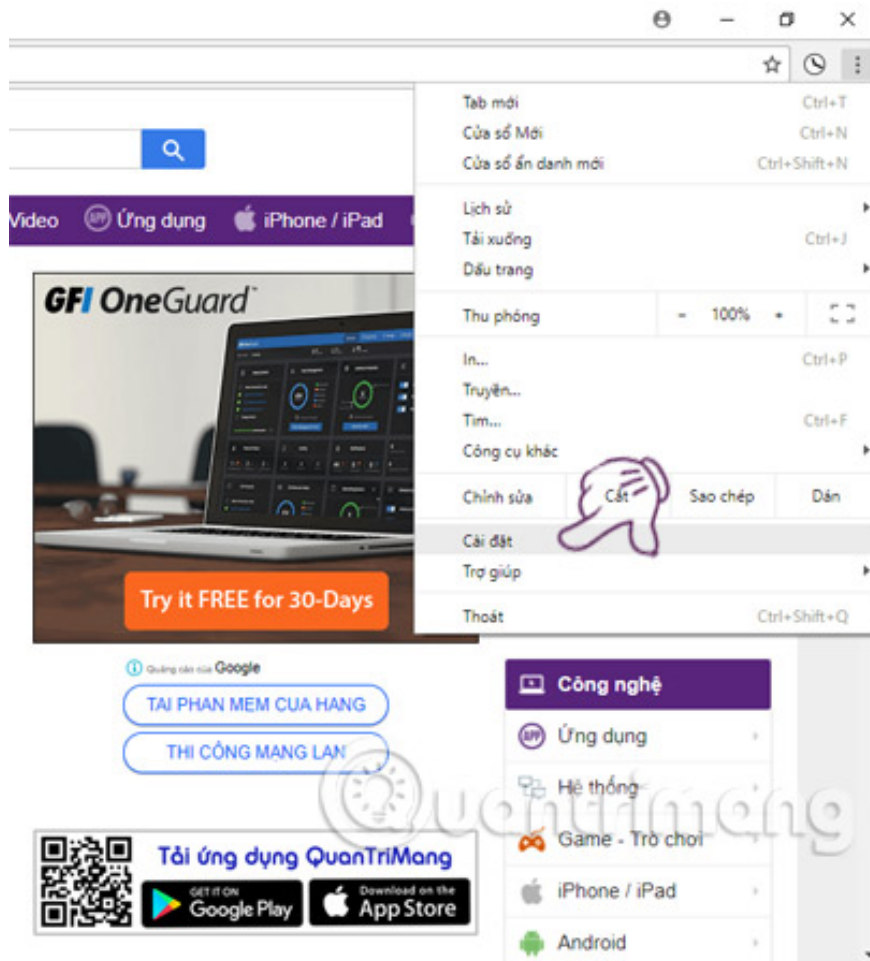 Tab mới Ctrl+T
Cửa sổ Mới Ctrl+N
Cửa sổ ẩn danh mới Ctrl+Shift+N
Lịch sử
Tải xuống Ctrl+J
Dấu trang
Thu phóng - 100% +
In... Ctrl+P
Truyền...
Tìm... Ctrl+F
Công cụ khác
Chỉnh sửa Cắt Sao chép Dán
Cài đặt
Trợ giúp
Thoát Ctrl+Shift+Q
Video Ứng dụng iPhone / iPad
GFI OneGuard
Try it FREE for 30-Days
Quảng cáo của Google
TAI PHAN MEM CUA HANG
THI CÔNG MẠNG LAN
Tải ứng dụng QuanTriMang
GET IT ON
Google Play
Download on the
App Store
Công nghệ
APP Ứng dụng
Hệ thống
Game - Trò chơi
iPhone / iPad
Android
Quantrimang